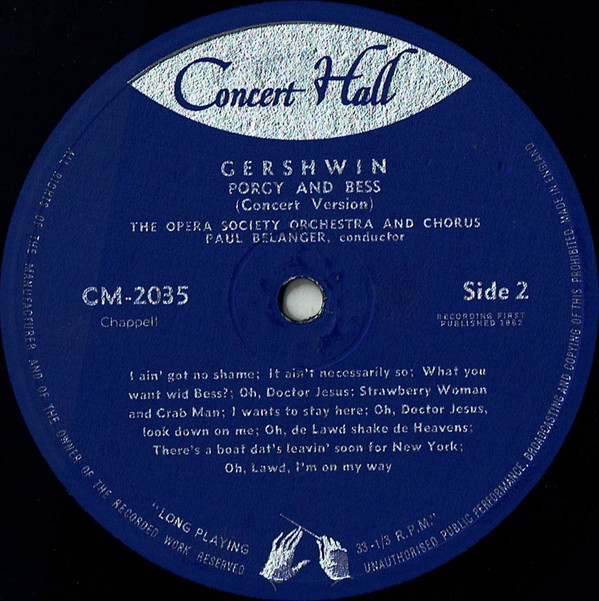 Concert Hall
GERSHWIN
PORGY AND BESS
(Concert Version)
THE OPERA SOCIETY ORCHESTRA AND CHORUS
PAUL BELANGER, conductor
CM-2035
Chappell
Side 2
RECORDING FIRST
PUBLISHED 1962
I ain' got no shame; It ain't necessarily so; What you
want wid Bess?; Oh, Doctor Jesus; Strawberry Woman
and Crab Man; I wants to stay here; Oh, Doctor Jesus,
look down on me; Oh, de Lawd shake de Heavens;
There's a boat dat's leavin' soon for New York;
Oh, Lawd, I'm on my way
"LONG PLAYING
33-1/3 R.P.M."
ALL RIGHTS OF THE MANUFACTURER AND OF THE OWNER OF THE RECORDED WORK RESERVED
UNAUTHORISED PUBLIC PERFORMANCE, BROADCASTING AND COPYING OF THIS PROHIBITED. MADE IN ENGLAND